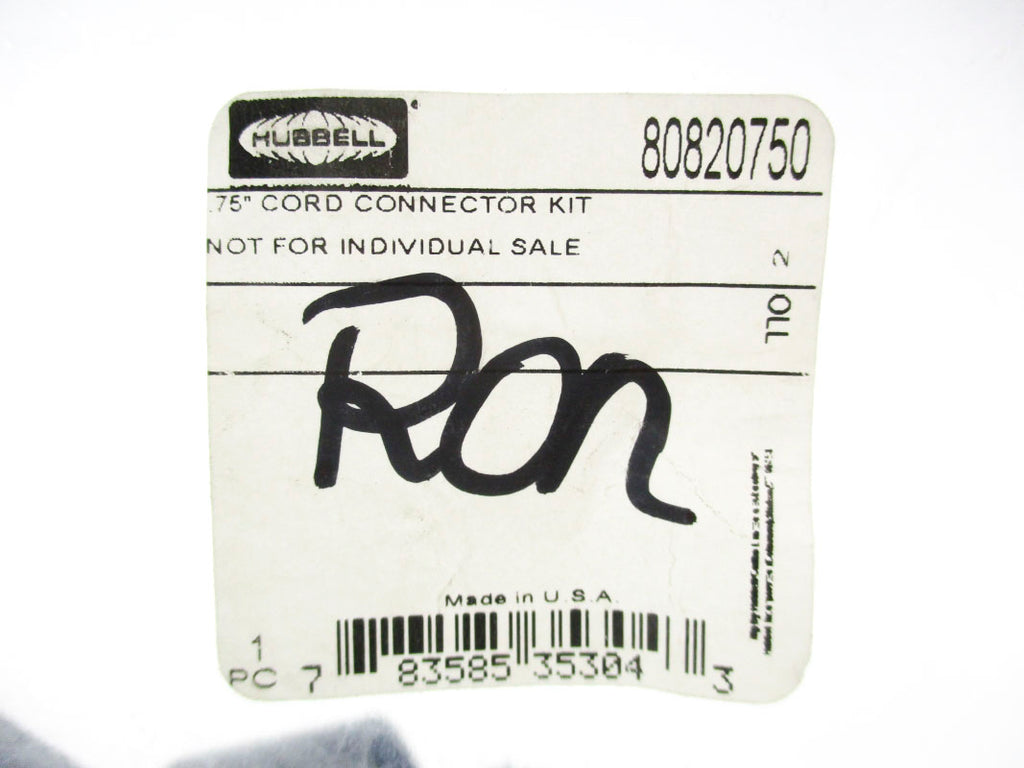 HUBBELL
80820750
.75" CORD CONNECTOR KIT
NOT FOR INDIVIDUAL SALE
2
Ron
Made in U.S.A.
1
PC
7 83585 35304 3